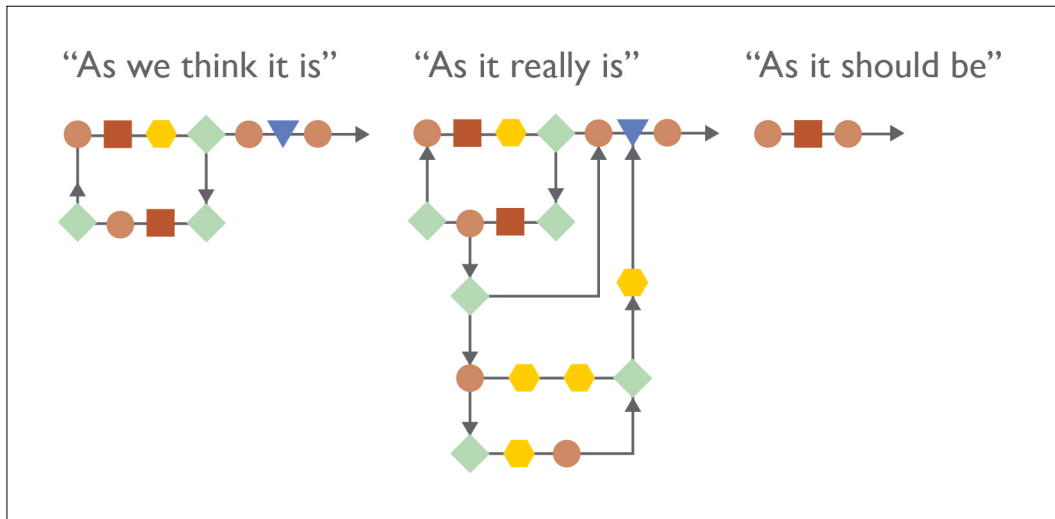 “As we think it is”
“As it really is”
“As it should be”